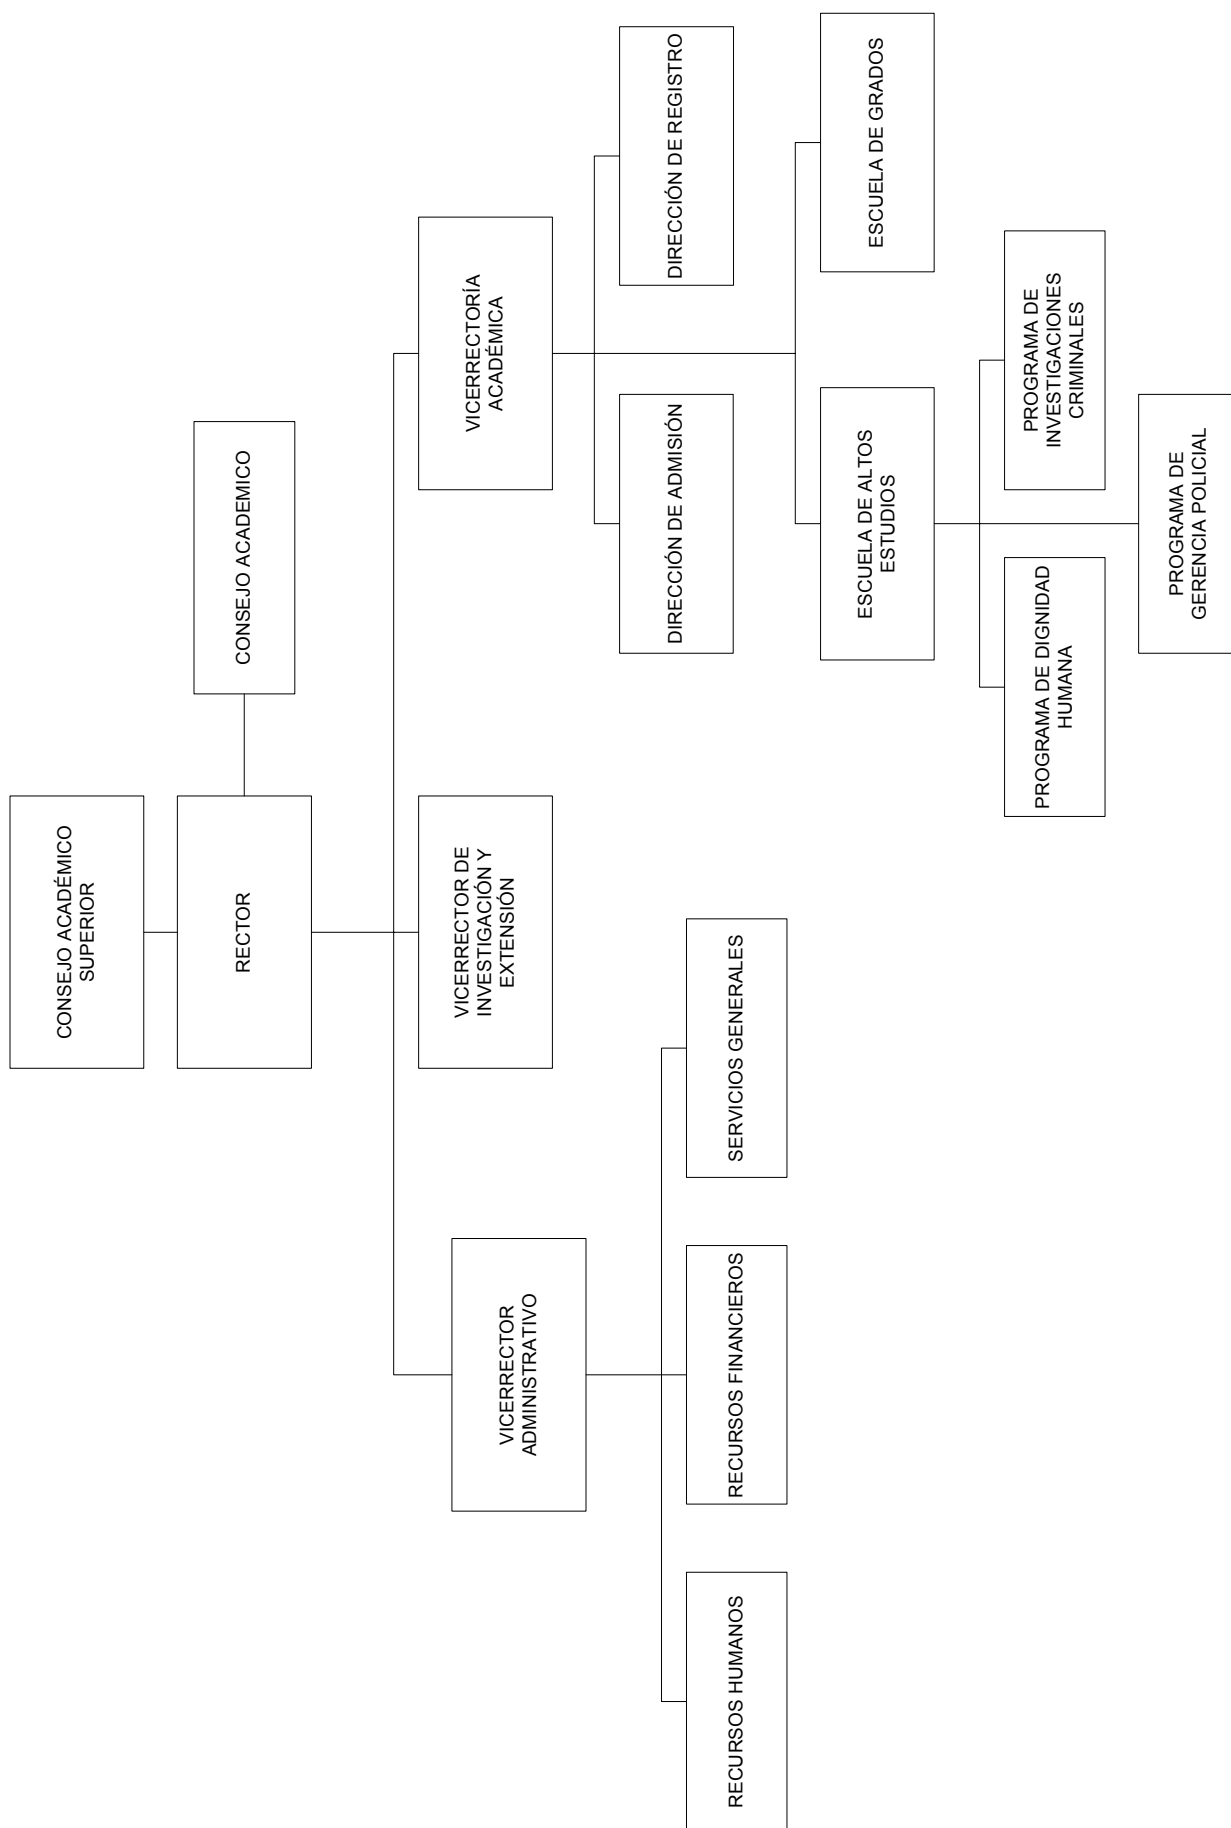 CONSEJO ACADÉMICO
SUPERIOR
RECTOR
CONSEJO ACADEMICO
VICERRECTOR
ADMINISTRATIVO
VICERRECTOR DE
INVESTIGACIÓN Y
EXTENSIÓN
VICERRECTORÍA
ACADÉMICA
RECURSOS HUMANOS
RECURSOS FINANCIEROS
SERVICIOS GENERALES
DIRECCIÓN DE ADMISIÓN
DIRECCIÓN DE REGISTRO
ESCUELA DE ALTOS
ESTUDIOS
ESCUELA DE GRADOS
PROGRAMA DE DIGNIDAD
HUMANA
PROGRAMA DE
INVESTIGACIONES
CRIMINALES
PROGRAMA DE
GERENCIA POLICIAL